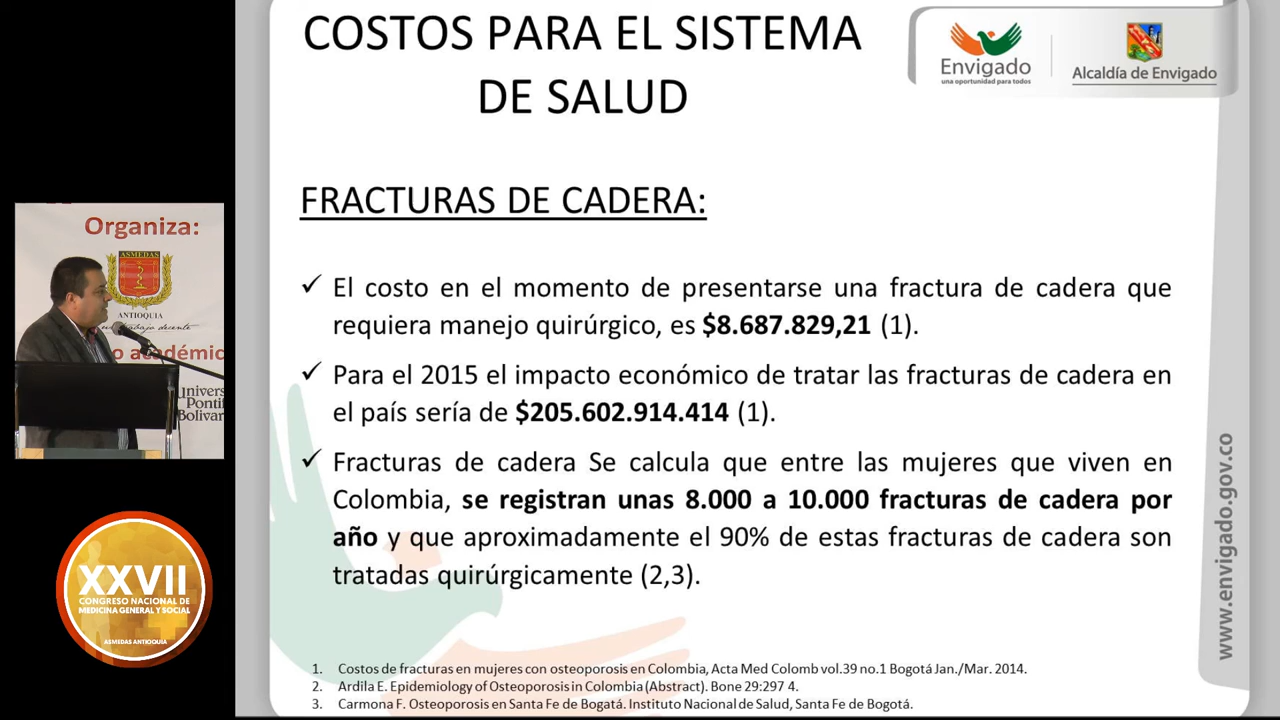 COSTOS PARA EL SISTEMA
DE SALUD
Envigado
una oportunidad para todos
Alcaldía de Envigado
FRACTURAS DE CADERA:
✓ El costo en el momento de presentarse una fractura de cadera que
requiera manejo quirúrgico, es $8.687.829,21 (1).
✓ Para el 2015 el impacto económico de tratar las fracturas de cadera en
el país sería de $205.602.914.414 (1).
✓ Fracturas de cadera Se calcula que entre las mujeres que viven en
Colombia, se registran unas 8.000 a 10.000 fracturas de cadera por
año y que aproximadamente el 90% de estas fracturas de cadera son
tratadas quirúrgicamente (2,3).
1. Costos de fracturas en mujeres con osteoporosis en Colombia, Acta Med Colomb vol.39 no.1 Bogotá Jan./Mar. 2014.
2. Ardila E. Epidemiology of Osteoporosis in Colombia (Abstract). Bone 29:297 4.
3. Carmona F. Osteoporosis en Santa Fe de Bogatá. Instituto Nacional de Salud, Santa Fe de Bogotá.
www.envigado.gov.co
Organiza:
ASMEDAS
ANTIOQUIA
trabajo decente
o académic
Univers
Pontif
Bolivar
XXVII
CONGRESO NACIONAL DE
MEDICINA GENERAL Y SOCIAL
ASMEDAS ANTIOQUIA